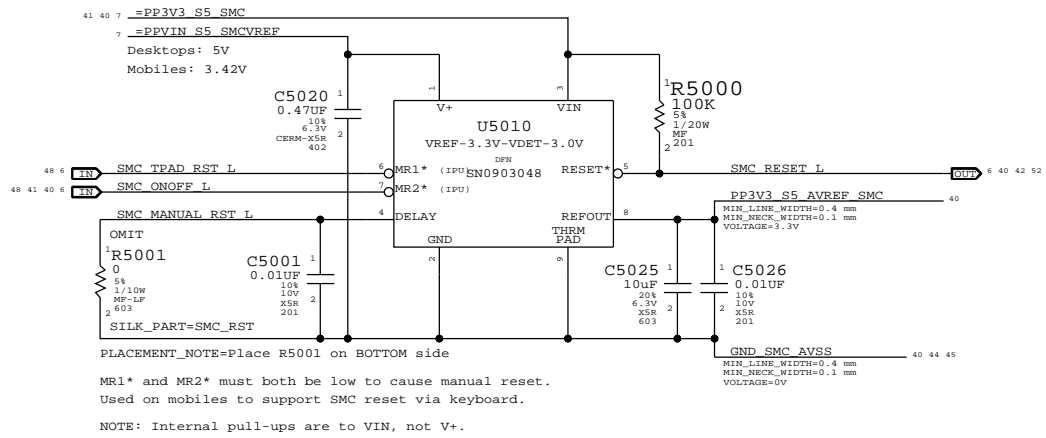 41 40 7 =PP3V3_S5_SMC
7 =PPVIN_S5_SMCVREF
Desktops: 5V
Mobiles: 3.42V
C5020
0.47UF
10%
6.3V
CERM-X5R
402
1
2
1
V+
3
VIN
U5010
VREF-3.3V-VDET-3.0V
DFN
SN0903048
1
R5000
100K
5%
1/20W
MF
201
2
48 6 IN SMC_TPAD_RST_L 6 MR1* (IPU)
48 41 40 6 IN SMC_ONOFF_L 7 MR2* (IPU)
RESET* 5 SMC_RESET_L OUT 6 40 42 52
SMC_MANUAL_RST_L 4 DELAY
REFOUT 8
PP3V3_S5_AVREF_SMC 40
MIN_LINE_WIDTH=0.4 mm
MIN_NECK_WIDTH=0.1 mm
VOLTAGE=3.3V
GND
2
THRM
PAD
9
OMIT
1
R5001
0
5%
1/10W
MF-LF
603
2
SILK_PART=SMC_RST
C5001
0.01UF
10%
10V
X5R
201
1
2
C5025
10uF
20%
6.3V
X5R
603
1
2
1
C5026
0.01UF
10%
10V
X5R
201
2
GND_SMC_AVSS 40 44 45
MIN_LINE_WIDTH=0.4 mm
MIN_NECK_WIDTH=0.1 mm
VOLTAGE=0V
PLACEMENT_NOTE=Place R5001 on BOTTOM side
MR1* and MR2* must both be low to cause manual reset.
Used on mobiles to support SMC reset via keyboard.
NOTE: Internal pull-ups are to VIN, not V+.